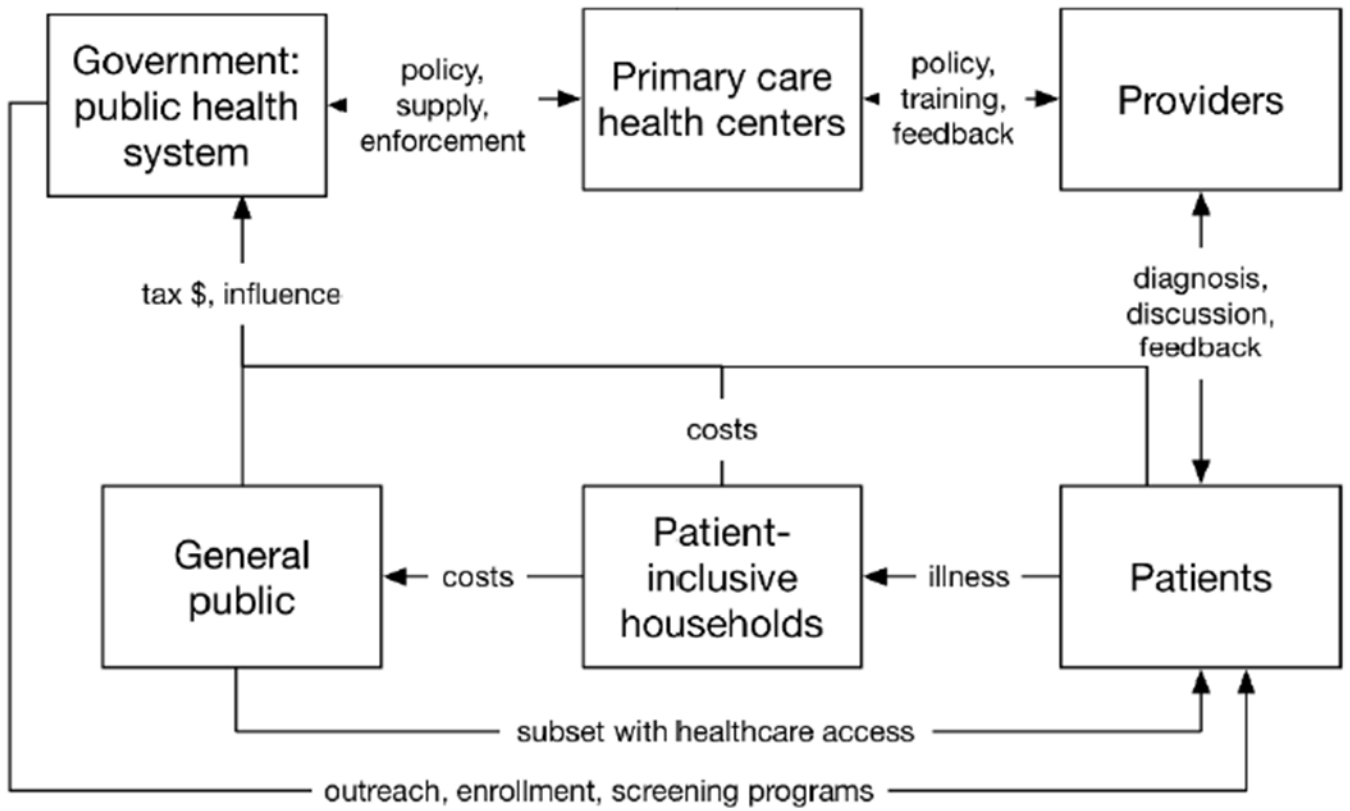 Government:
public health
system
policy,
supply,
enforcement
Primary care
health centers
policy,
training,
feedback
Providers
tax $, influence
diagnosis,
discussion,
feedback
costs
General
public
costs
Patient-
inclusive
households
illness
Patients
subset with healthcare access
outreach, enrollment, screening programs